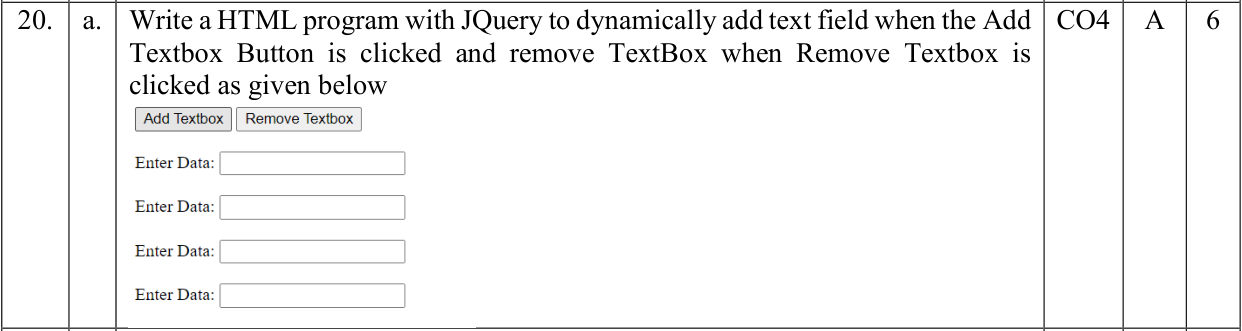 20. a. Write a HTML program with JQuery to dynamically add text field when the Add CO4 A 6
Textbox Button is clicked and remove TextBox when Remove Textbox is
clicked as given below
Add Textbox Remove Textbox
Enter Data:
Enter Data:
Enter Data:
Enter Data: